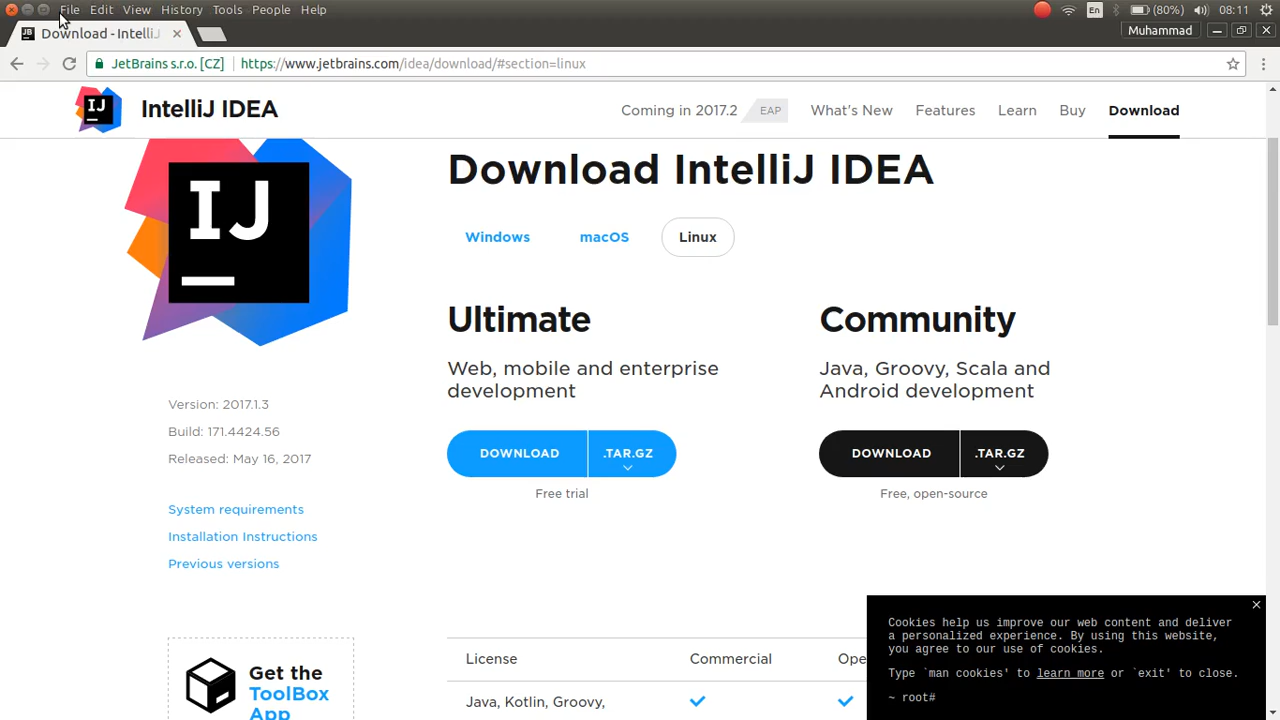 File Edit View History Tools People Help
En (80%) 08:11
Download - IntelliJ
Muhammad
JetBrains s.r.o. [CZ] https://www.jetbrains.com/idea/download/#section=linux
IJ IntelliJ IDEA Coming in 2017.2 EAP What's New Features Learn Buy Download
IJ
Download IntelliJ IDEA
Windows macOS Linux
Ultimate
Web, mobile and enterprise
development
DOWNLOAD .TAR.GZ
Free trial
Community
Java, Groovy, Scala and
Android development
DOWNLOAD .TAR.GZ
Free, open-source
Version: 2017.1.3
Build: 171.4424.56
Released: May 16, 2017
System requirements
Installation Instructions
Previous versions
Get the
ToolBox
App
License Commercial Ope
Java, Kotlin, Groovy,
Cookies help us improve our web content and deliver
a personalized experience. By using this website,
you agree to our use of cookies.
Type `man cookies' to learn more or `exit' to close.
~ root#